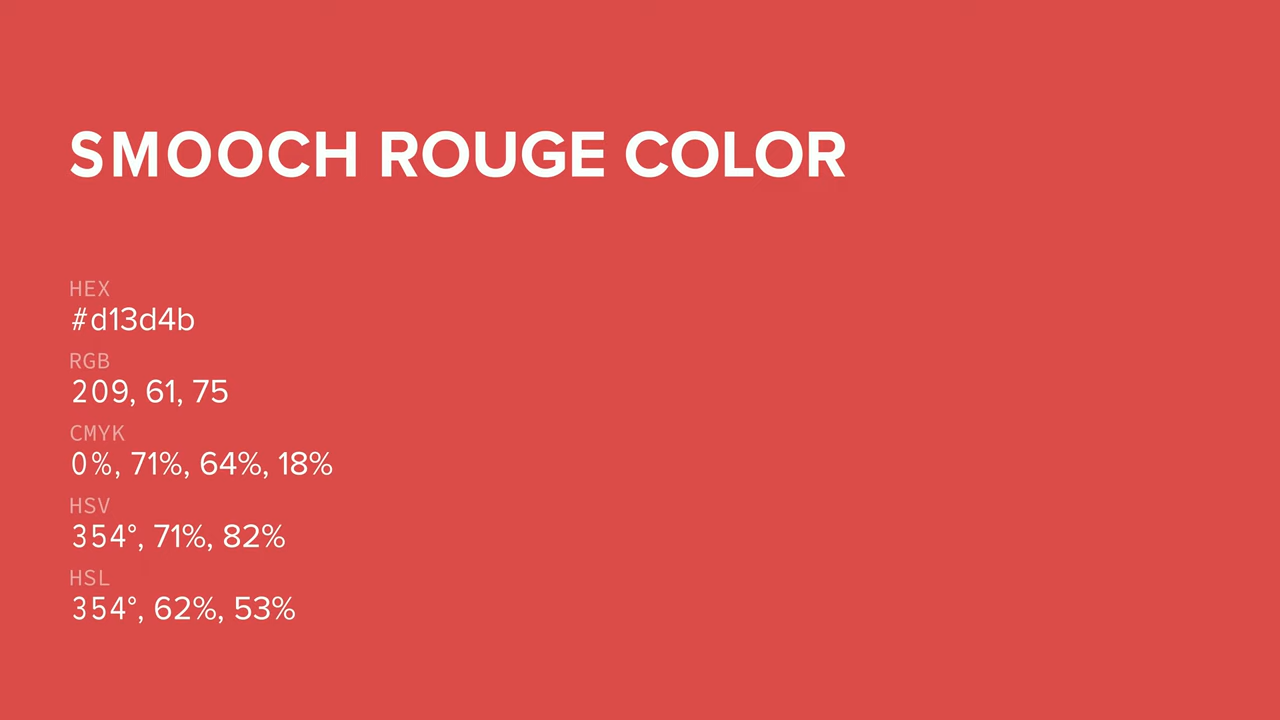 SMOOCH ROUGE COLOR
HEX
#d13d4b
RGB
209, 61, 75
CMYK
0%, 71%, 64%, 18%
HSV
354°, 71%, 82%
HSL
354°, 62%, 53%